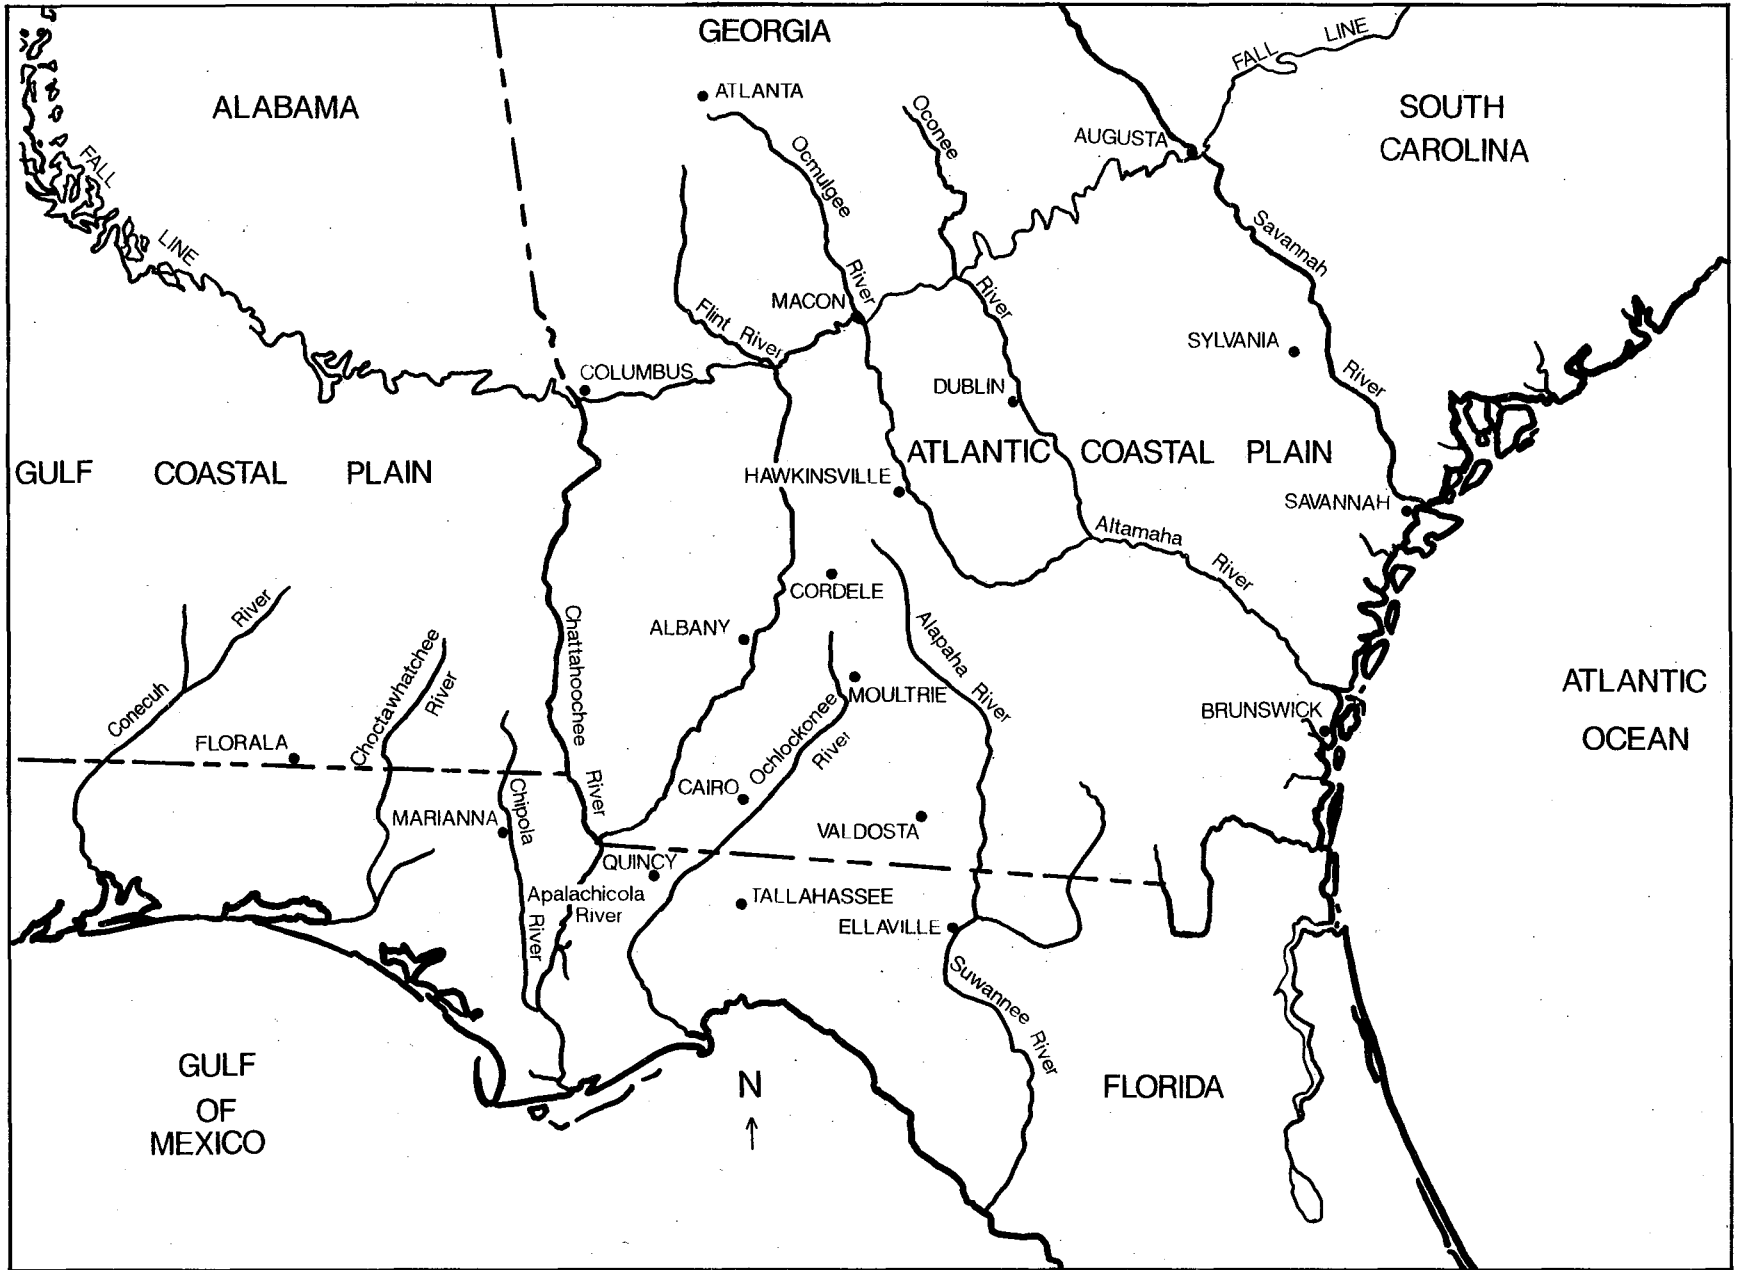 GEORGIA
FALL LINE
ATLANTA
ALABAMA
SOUTH
CAROLINA
Oconee
River
AUGUSTA
Ocmulgee
River
FALL
LINE
Savannah
River
MACON
Flint River
SYLVANIA
COLUMBUS
DUBLIN
GULF COASTAL PLAIN
ATLANTIC COASTAL PLAIN
HAWKINSVILLE
SAVANNAH
Altamaha
River
CORDELE
Conecuh
River
Choctawhatchee
River
Chattahoochee
River
ALBANY
Alapaha River
MOULTRIE
Ochlockonee
River
ATLANTIC
OCEAN
BRUNSWICK
FLORALA
CAIRO
MARIANNA
Chipola
River
VALDOSTA
QUINCY
Apalachicola
River
TALLAHASSEE
ELLAVILLE
Suwannee
River
GULF
OF
MEXICO
N
FLORIDA